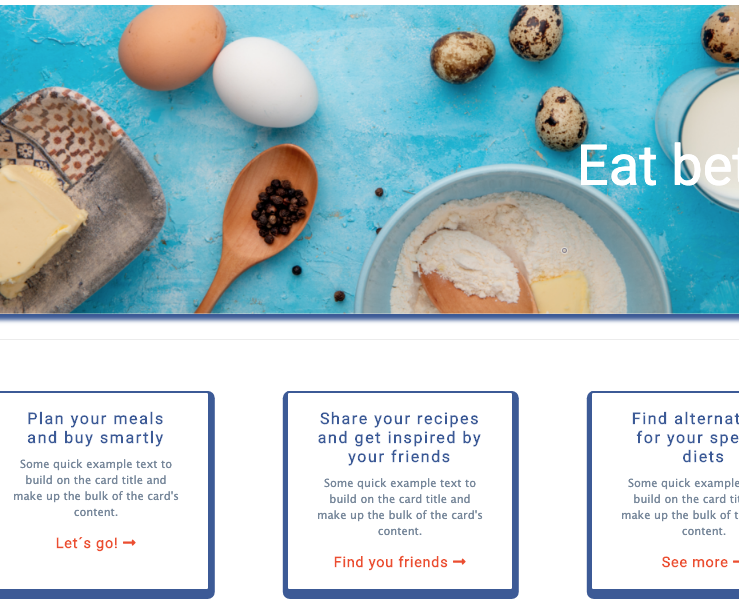 Eat bet
Plan your meals
and buy smartly
Some quick example text to
build on the card title and
make up the bulk of the card's
content.
Let´s go!
Share your recipes
and get inspired by
your friends
Some quick example text to
build on the card title and
make up the bulk of the card's
content.
Find you friends
Find alternat
for your spe
diets
Some quick example
build on the card tit
make up the bulk of t
content.
See more